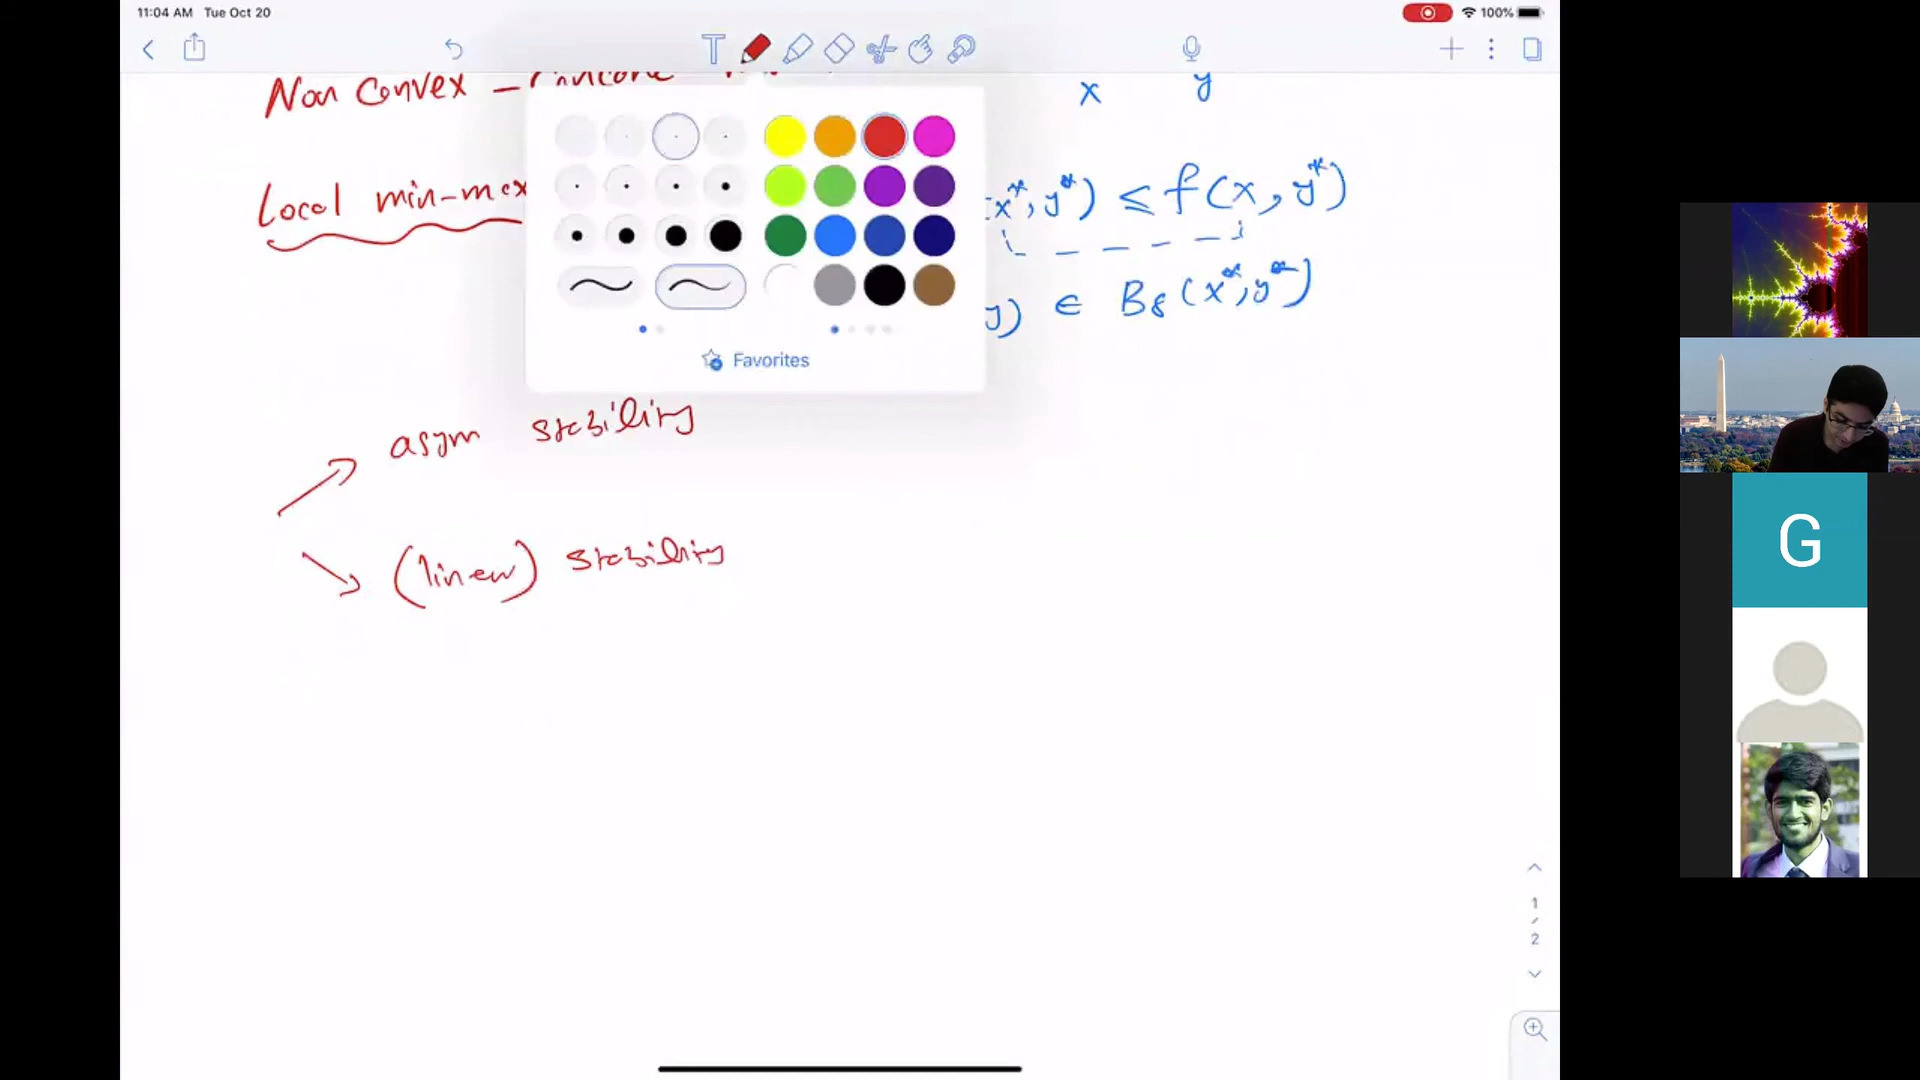 11:04 AM Tue Oct 20
100%
Non Convex –
x y
Local min-max
x*, y*) ≤ f(x, y*)
y) ∈ Bδ(x*, y*)
Favorites
asym stability
(linear) stability
G
1
/
2